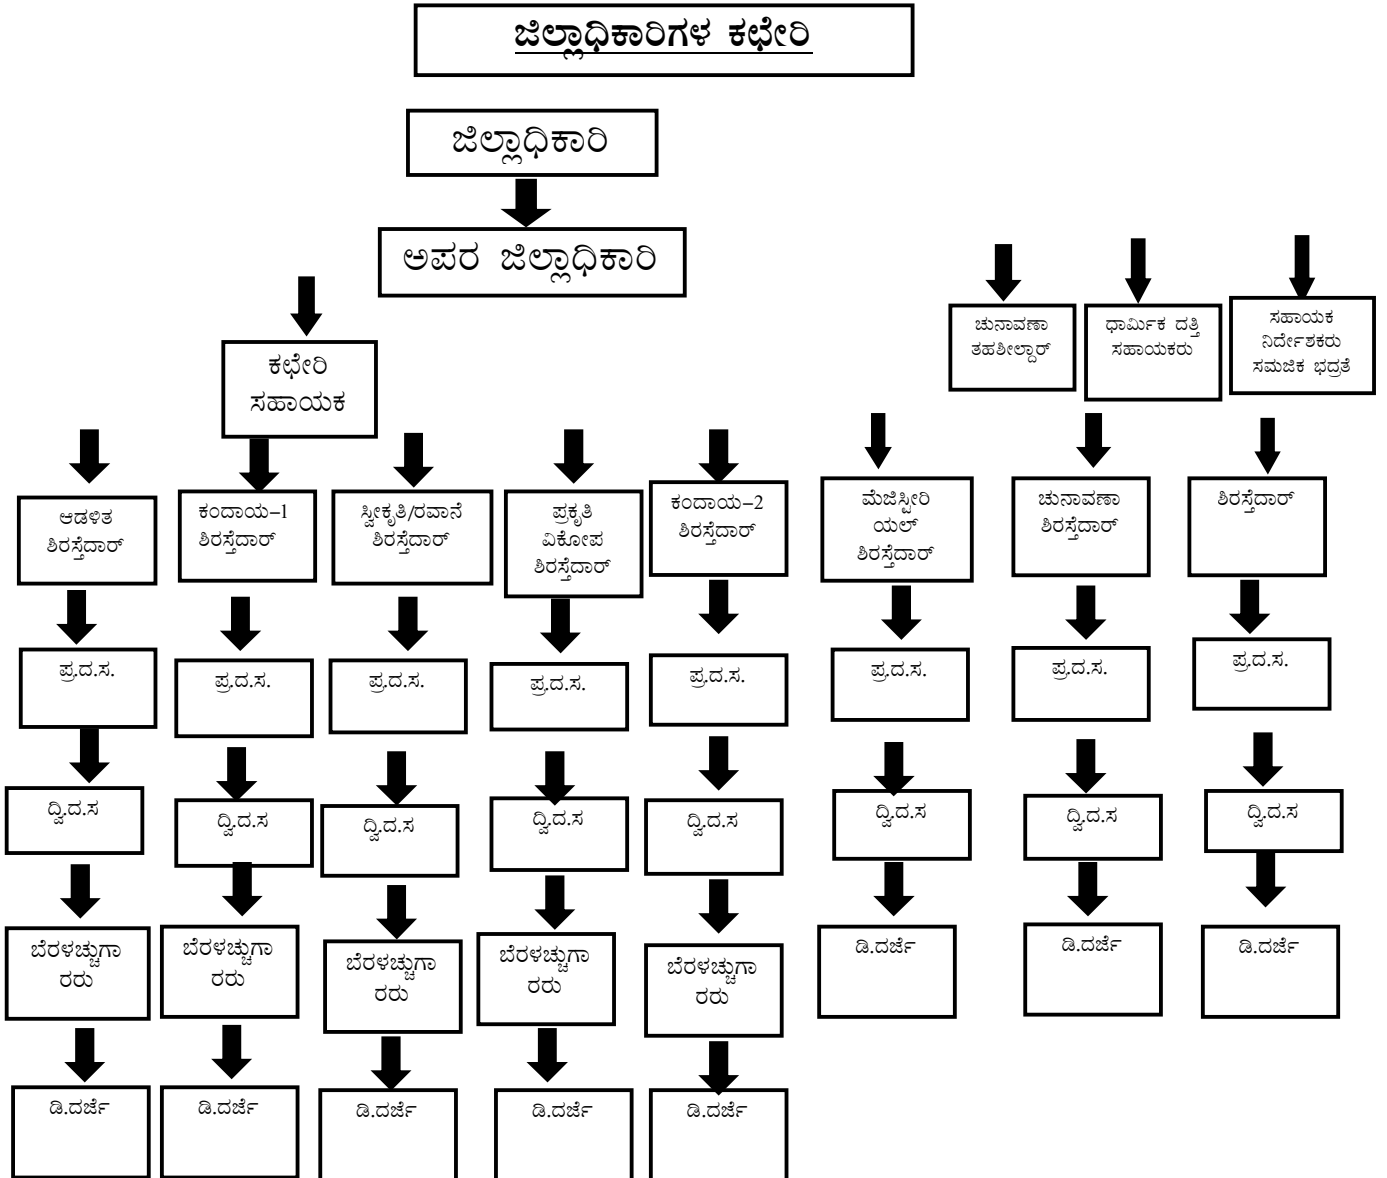 ಜಿಲ್ಲಾಧಿಕಾರಿಗಳ ಕಛೇರಿ
ಜಿಲ್ಲಾಧಿಕಾರಿ
ಅಪರ ಜಿಲ್ಲಾಧಿಕಾರಿ
ಚುನಾವಣಾ
ತಹಶೀಲ್ದಾರ್
ಧಾರ್ಮಿಕ ದತ್ತಿ
ಸಹಾಯಕರು
ಸಹಾಯಕ
ನಿರ್ದೇಶಕರು
ಸಮಜಿಕ ಭದ್ರತೆ
ಕಛೇರಿ
ಸಹಾಯಕ
ಆಡಳಿತ
ಶಿರಸ್ತೆದಾರ್
ಕಂದಾಯ-1
ಶಿರಸ್ತೆದಾರ್
ಸ್ವೀಕೃತಿ/ರವಾನೆ
ಶಿರಸ್ತೆದಾರ್
ಪ್ರಕೃತಿ
ವಿಕೋಪ
ಶಿರಸ್ತೆದಾರ್
ಕಂದಾಯ-2
ಶಿರಸ್ತೆದಾರ್
ಮೆಜಿಸ್ಟೀರಿ
ಯಲ್
ಶಿರಸ್ತೆದಾರ್
ಚುನಾವಣಾ
ಶಿರಸ್ತೆದಾರ್
ಶಿರಸ್ತೆದಾರ್
ಪ್ರ.ದ.ಸ.
ಪ್ರ.ದ.ಸ.
ಪ್ರ.ದ.ಸ.
ಪ್ರ.ದ.ಸ.
ಪ್ರ.ದ.ಸ.
ಪ್ರ.ದ.ಸ.
ಪ್ರ.ದ.ಸ.
ಪ್ರ.ದ.ಸ.
ದ್ವಿ.ದ.ಸ
ದ್ವಿ.ದ.ಸ
ದ್ವಿ.ದ.ಸ
ದ್ವಿ.ದ.ಸ
ದ್ವಿ.ದ.ಸ
ದ್ವಿ.ದ.ಸ
ದ್ವಿ.ದ.ಸ
ದ್ವಿ.ದ.ಸ
ಬೆರಳಚ್ಚುಗಾ
ರರು
ಬೆರಳಚ್ಚುಗಾ
ರರು
ಬೆರಳಚ್ಚುಗಾ
ರರು
ಬೆರಳಚ್ಚುಗಾ
ರರು
ಬೆರಳಚ್ಚುಗಾ
ರರು
ಡಿ.ದರ್ಜೆ
ಡಿ.ದರ್ಜೆ
ಡಿ.ದರ್ಜೆ
ಡಿ.ದರ್ಜೆ
ಡಿ.ದರ್ಜೆ
ಡಿ.ದರ್ಜೆ
ಡಿ.ದರ್ಜೆ
ಡಿ.ದರ್ಜೆ